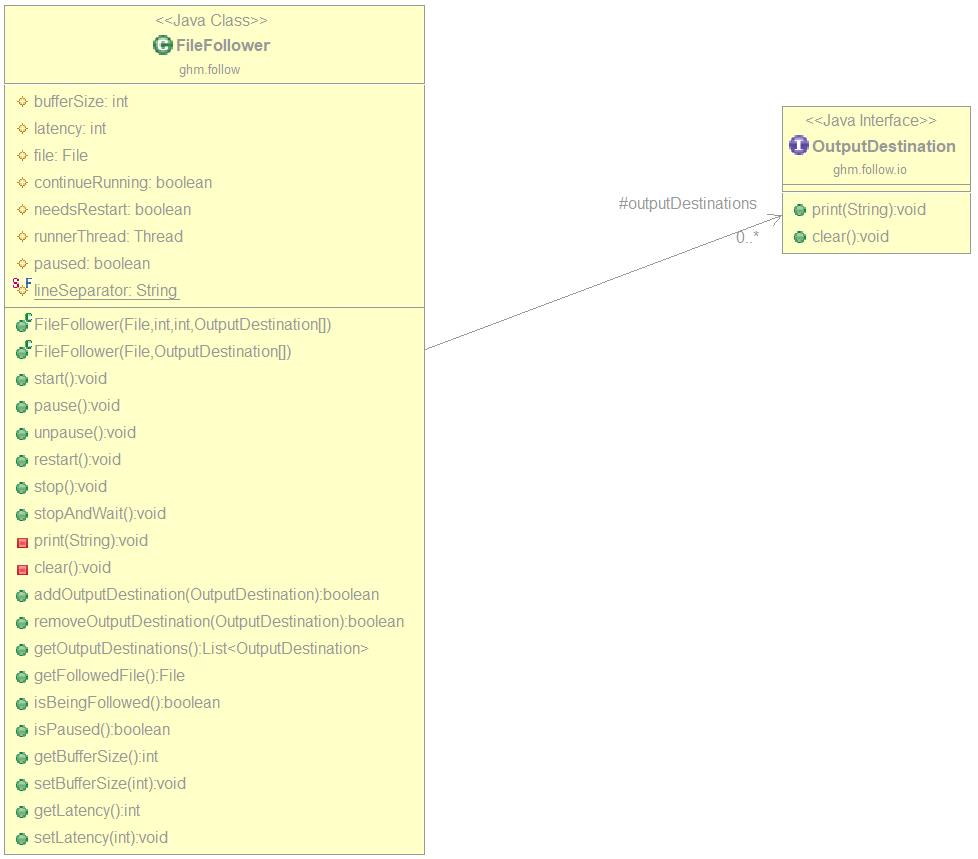 <<Java Class>>
C FileFollower
ghm.follow
bufferSize: int
latency: int
file: File
continueRunning: boolean
needsRestart: boolean
runnerThread: Thread
paused: boolean
S F lineSeparator: String
C FileFollower(File,int,int,OutputDestination[])
C FileFollower(File,OutputDestination[])
start():void
pause():void
unpause():void
restart():void
stop():void
stopAndWait():void
print(String):void
clear():void
addOutputDestination(OutputDestination):boolean
removeOutputDestination(OutputDestination):boolean
getOutputDestinations():List<OutputDestination>
getFollowedFile():File
isBeingFollowed():boolean
isPaused():boolean
getBufferSize():int
setBufferSize(int):void
getLatency():int
setLatency(int):void
#outputDestinations
0..*
<<Java Interface>>
I OutputDestination
ghm.follow.io
print(String):void
clear():void